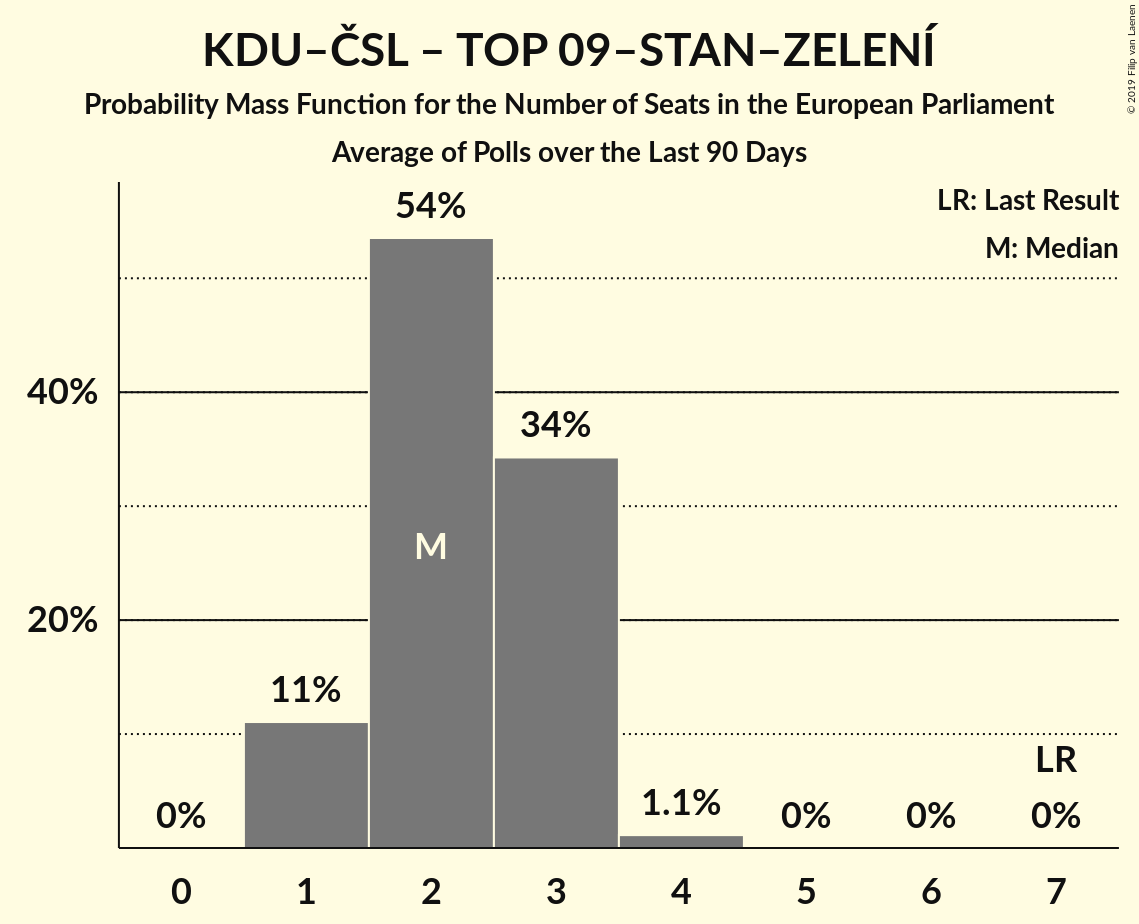 KDU–ČSL – TOP 09–STAN–ZELENÍ
Probability Mass Function for the Number of Seats in the European Parliament
Average of Polls over the Last 90 Days
© 2019 Filip van Laenen
LR: Last Result
M: Median
54%
40%
34%
M
20%
11%
LR
0%
1.1%
0%
0%
0%
0
1
2
3
4
5
6
7